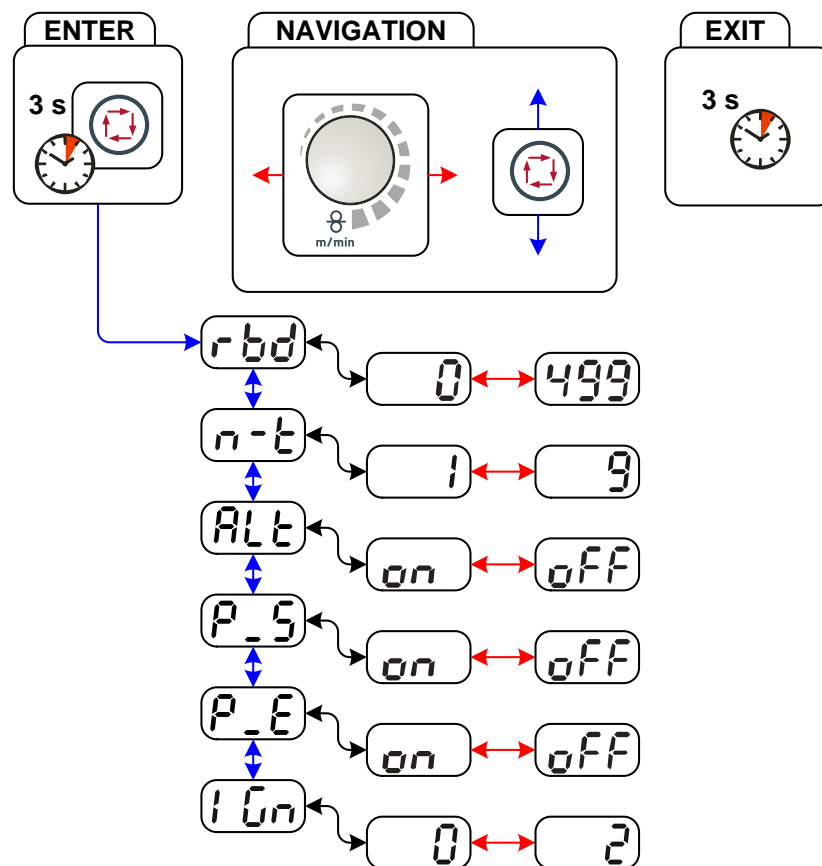 ENTER
NAVIGATION
EXIT
3 s
3 s
m/min
rbd
0
499
n-t
1
9
ALt
on
oFF
P_S
on
oFF
P_E
on
oFF
IGn
0
2